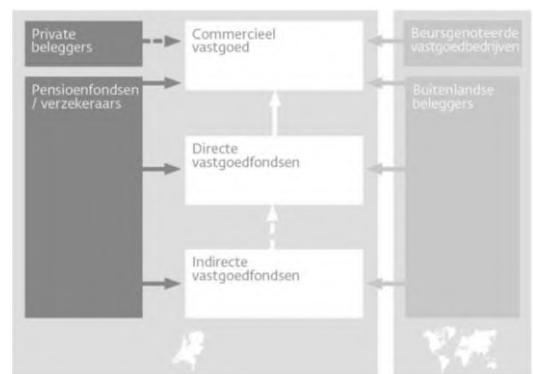 Private
beleggers
Commercieel
vastgoed
Beursgenoteerde
vastgoedbedrijven
Pensioenfondsen
/ verzekeraars
Buitenlandse
beleggers
Directe
vastgoedfondsen
Indirecte
vastgoedfondsen